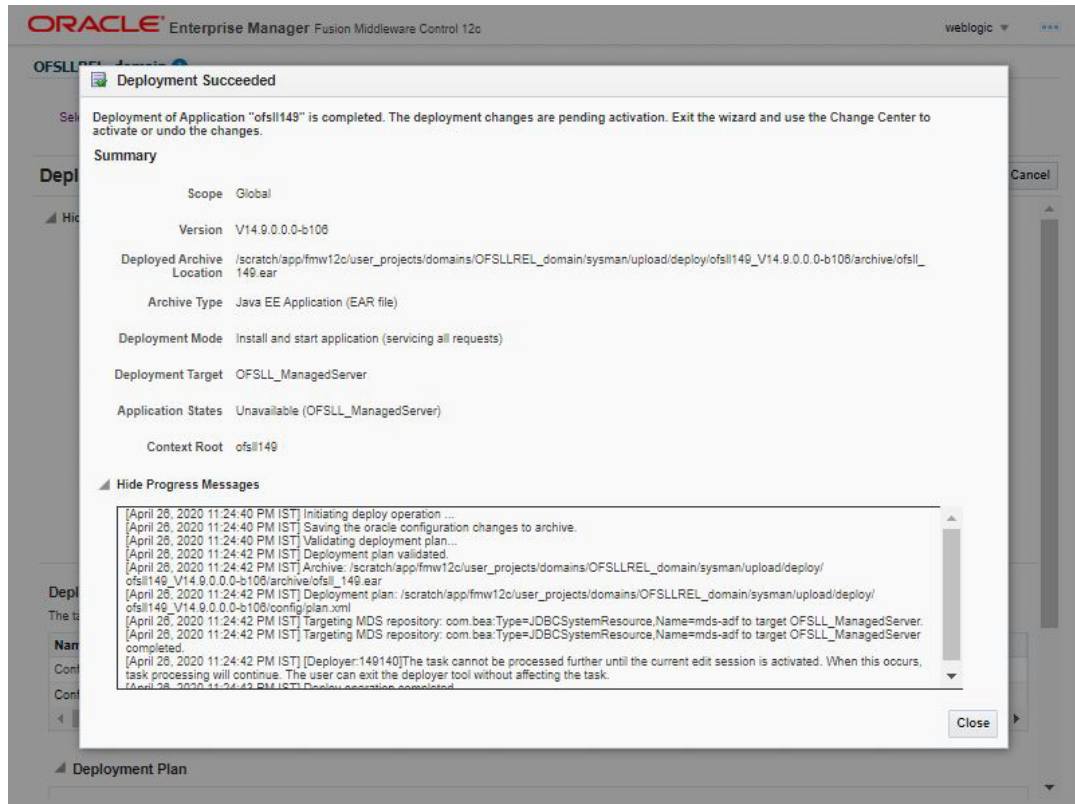 ORACLE Enterprise Manager Fusion Middleware Control 12c
weblogic
Deployment Succeeded
Deployment of Application "ofsll149" is completed. The deployment changes are pending activation. Exit the wizard and use the Change Center to
activate or undo the changes.
Summary
Scope Global
Version V14.9.0.0.0-b106
Deployed Archive Location /scratch/app/fmw12c/user_projects/domains/OFSLLREL_domain/sysman/upload/deploy/ofsll149_V14.9.0.0.0-b106/archive/ofsll_
149.ear
Archive Type Java EE Application (EAR file)
Deployment Mode Install and start application (servicing all requests)
Deployment Target OFSLL_ManagedServer
Application States Unavailable (OFSLL_ManagedServer)
Context Root ofsll149
Hide Progress Messages
[April 26, 2020 11:24:40 PM IST] Initiating deploy operation ...
[April 26, 2020 11:24:40 PM IST] Saving the oracle configuration changes to archive.
[April 26, 2020 11:24:40 PM IST] Validating deployment plan...
[April 26, 2020 11:24:42 PM IST] Deployment plan validated.
[April 26, 2020 11:24:42 PM IST] Archive: /scratch/app/fmw12c/user_projects/domains/OFSLLREL_domain/sysman/upload/deploy/
ofsll149_V14.9.0.0.0-b106/archive/ofsll_149.ear
[April 26, 2020 11:24:42 PM IST] Deployment plan: /scratch/app/fmw12c/user_projects/domains/OFSLLREL_domain/sysman/upload/deploy/
ofsll149_V14.9.0.0.0-b106/config/plan.xml
[April 26, 2020 11:24:42 PM IST] Targeting MDS repository: com.bea:Type=JDBCSystemResource,Name=mds-adf to target OFSLL_ManagedServer.
[April 26, 2020 11:24:42 PM IST] Targeting MDS repository: com.bea:Type=JDBCSystemResource,Name=mds-adf to target OFSLL_ManagedServer
completed.
[April 26, 2020 11:24:42 PM IST] [Deployer:149140]The task cannot be processed further until the current edit session is activated. When this occurs,
task processing will continue. The user can exit the deployer tool without affecting the task.
[April 26, 2020 11:24:43 PM IST] Deploy operation completed
Close
Cancel
Deployment Plan